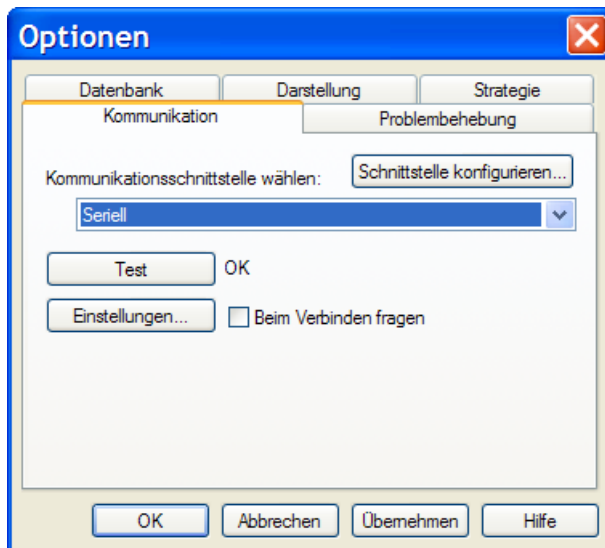 Optionen
Datenbank Darstellung Strategie
Kommunikation Problembehebung
Kommunikationsschnittstelle wählen: Schnittstelle konfigurieren...
Seriell
Test OK
Einstellungen... Beim Verbinden fragen
OK Abbrechen Übernehmen Hilfe